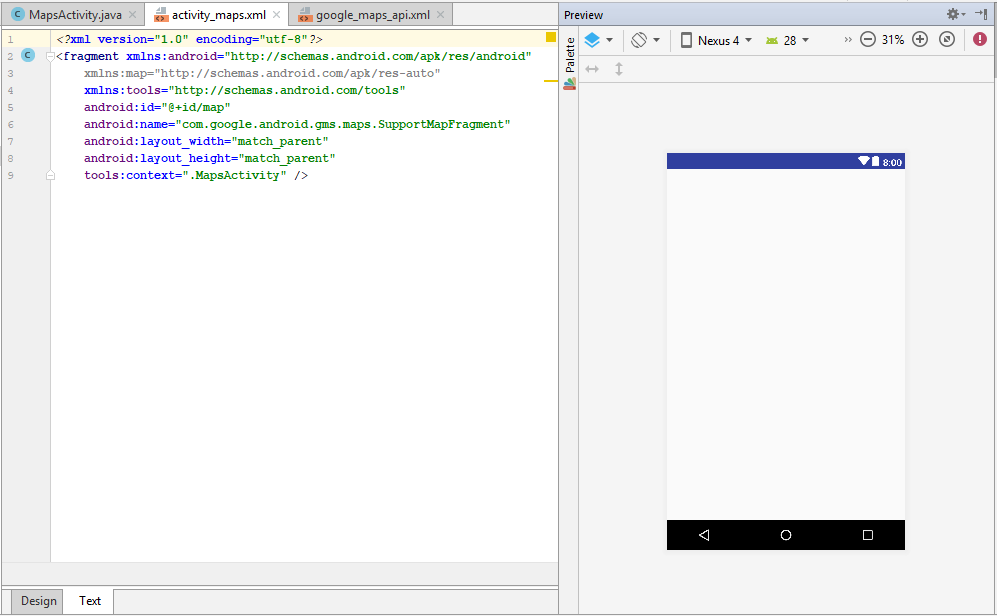 MapsActivity.java
activity_maps.xml
google_maps_api.xml
Preview
Palette
Nexus 4
28
31%
1 <?xml version="1.0" encoding="utf-8"?>
2 <fragment xmlns:android="http://schemas.android.com/apk/res/android"
3 xmlns:map="http://schemas.android.com/apk/res-auto"
4 xmlns:tools="http://schemas.android.com/tools"
5 android:id="@+id/map"
6 android:name="com.google.android.gms.maps.SupportMapFragment"
7 android:layout_width="match_parent"
8 android:layout_height="match_parent"
9 tools:context=".MapsActivity" />
8:00
Design
Text